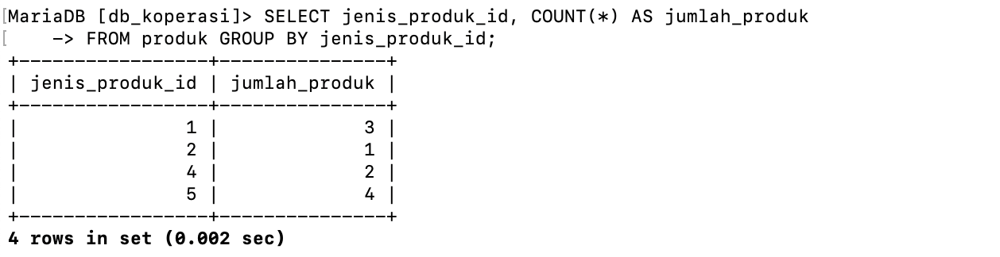 MariaDB [db_koperasi]> SELECT jenis_produk_id, COUNT(*) AS jumlah_produk
    -> FROM produk GROUP BY jenis_produk_id;
+-----------------+---------------+
| jenis_produk_id | jumlah_produk |
+-----------------+---------------+
|               1 |             3 |
|               2 |             1 |
|               4 |             2 |
|               5 |             4 |
+-----------------+---------------+
4 rows in set (0.002 sec)